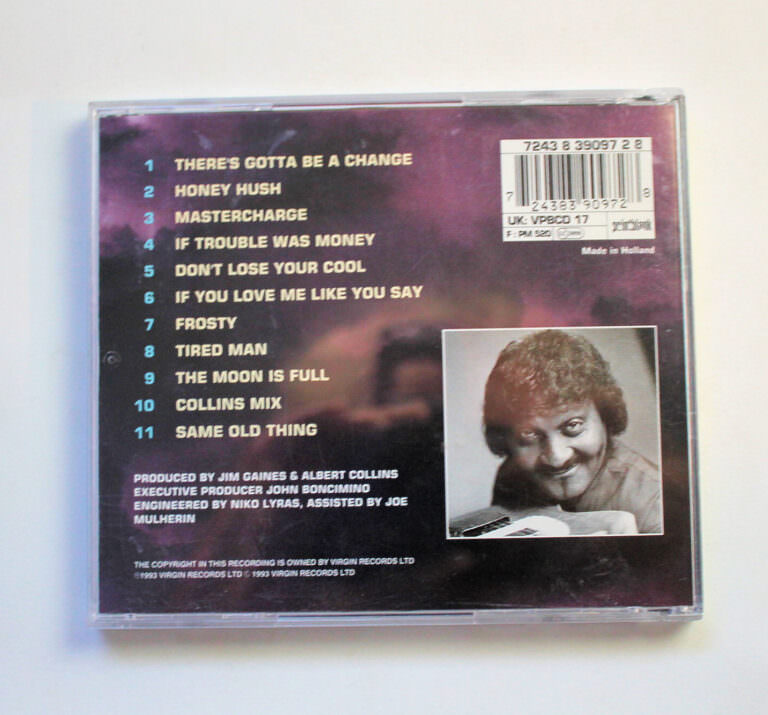 1 THERE'S GOTTA BE A CHANGE
2 HONEY HUSH
3 MASTERCHARGE
4 IF TROUBLE WAS MONEY
5 DON'T LOSE YOUR COOL
6 IF YOU LOVE ME LIKE YOU SAY
7 FROSTY
8 TIRED MAN
9 THE MOON IS FULL
10 COLLINS MIX
11 SAME OLD THING
7243 8 39097 2 8
7 24383 90972 8
UK: VPBCD 17
F: PM 520
Made in Holland
PRODUCED BY JIM GAINES & ALBERT COLLINS
EXECUTIVE PRODUCER JOHN BONCIMINO
ENGINEERED BY NIKO LYRAS, ASSISTED BY JOE
MULHERIN
THE COPYRIGHT IN THIS RECORDING IS OWNED BY VIRGIN RECORDS LTD
℗1993 VIRGIN RECORDS LTD © 1993 VIRGIN RECORDS LTD